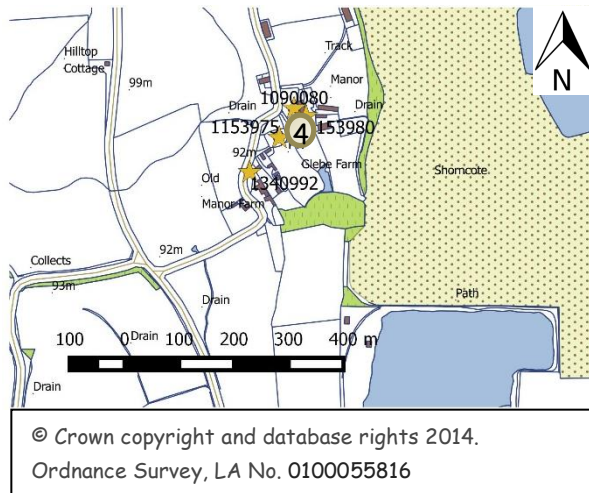 Hilltop
Cottage
Track
N
99m
Manor
1090080
Drain
Drain
1153975
4
153980
92m
Glebe Farm
Old
1340992
Shorncote
Manor Farm
92m
Collects
93m
Path
Drain
100 0 100 200 300 400 m
Drain
Drain
© Crown copyright and database rights 2014.
Ordnance Survey, LA No. 0100055816